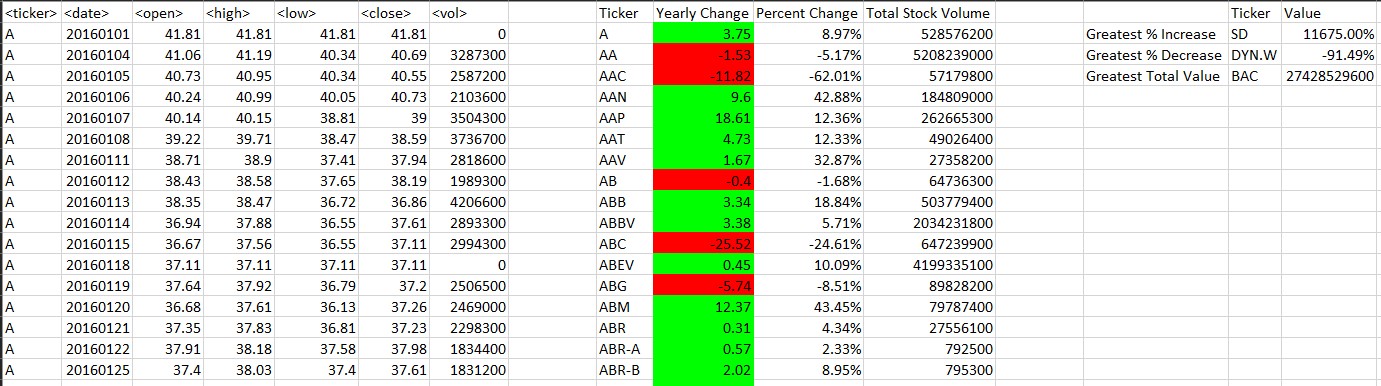 <ticker> <date> <open> <high> <low> <close> <vol> Ticker Yearly Change Percent Change Total Stock Volume Ticker Value
A 20160101 41.81 41.81 41.81 41.81 0 A 3.75 8.97% 528576200 Greatest % Increase SD 11675.00%
A 20160104 41.06 41.19 40.34 40.69 3287300 AA -1.53 -5.17% 5208239000 Greatest % Decrease DYN.W -91.49%
A 20160105 40.73 40.95 40.34 40.55 2587200 AAC -11.82 -62.01% 57179800 Greatest Total Value BAC 27428529600
A 20160106 40.24 40.99 40.05 40.73 2103600 AAN 9.6 42.88% 184809000
A 20160107 40.14 40.15 38.81 39 3504300 AAP 18.61 12.36% 262665300
A 20160108 39.22 39.71 38.47 38.59 3736700 AAT 4.73 12.33% 49026400
A 20160111 38.71 38.9 37.41 37.94 2818600 AAV 1.67 32.87% 27358200
A 20160112 38.43 38.58 37.65 38.19 1989300 AB -0.4 -1.68% 64736300
A 20160113 38.35 38.47 36.72 36.86 4206600 ABB 3.34 18.84% 503779400
A 20160114 36.94 37.88 36.55 37.61 2893300 ABBV 3.38 5.71% 2034231800
A 20160115 36.67 37.56 36.55 37.11 2994300 ABC -25.52 -24.61% 647239900
A 20160118 37.11 37.11 37.11 37.11 0 ABEV 0.45 10.09% 4199335100
A 20160119 37.64 37.92 36.79 37.2 2506500 ABG -5.74 -8.51% 89828200
A 20160120 36.68 37.61 36.13 37.26 2469000 ABM 12.37 43.45% 79787400
A 20160121 37.35 37.83 36.81 37.23 2298300 ABR 0.31 4.34% 27556100
A 20160122 37.91 38.18 37.58 37.98 1834400 ABR-A 0.57 2.33% 792500
A 20160125 37.4 38.03 37.4 37.61 1831200 ABR-B 2.02 8.95% 795300